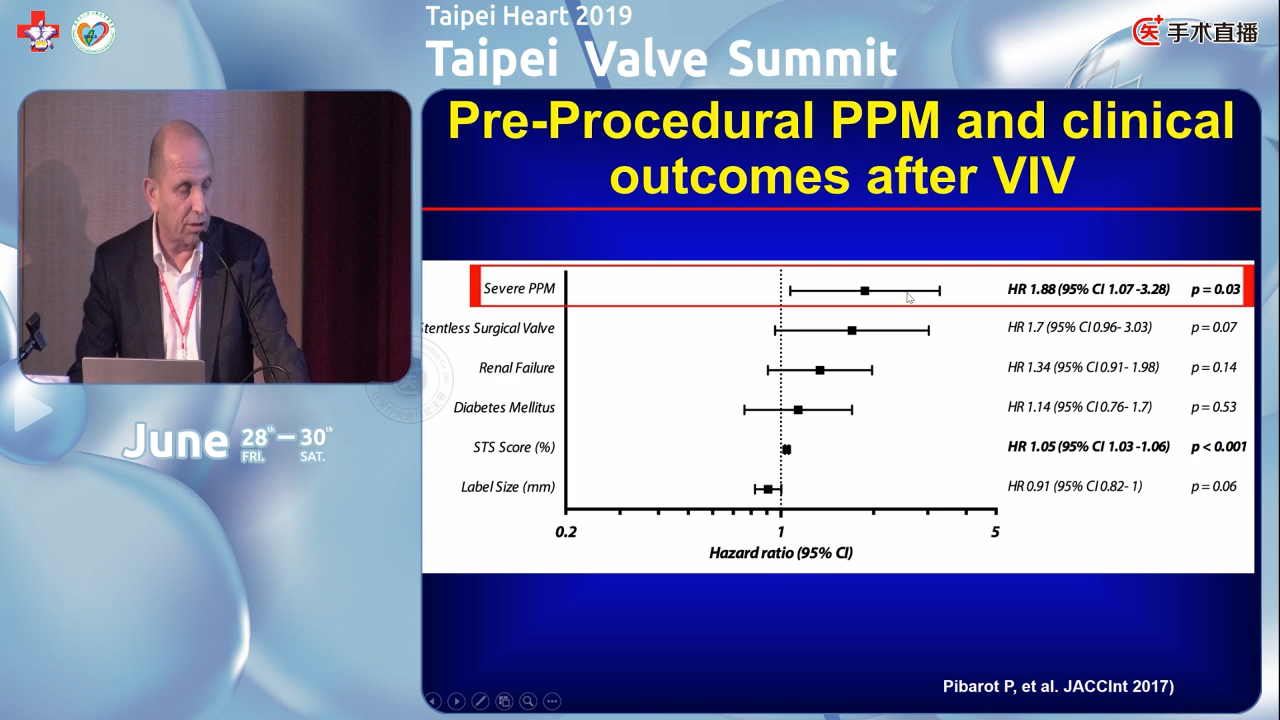 Taipei Heart 2019
Taipei Valve Summit
手术直播
Pre-Procedural PPM and clinical
outcomes after VIV
Severe PPM HR 1.88 (95% CI 1.07 -3.28) p = 0.03
Stentless Surgical Valve HR 1.7 (95% CI 0.96- 3.03) p = 0.07
Renal Failure HR 1.34 (95% CI 0.91- 1.98) p = 0.14
Diabetes Mellitus HR 1.14 (95% CI 0.76- 1.7) p = 0.53
STS Score (%) HR 1.05 (95% CI 1.03 -1.06) p < 0.001
Label Size (mm) HR 0.91 (95% CI 0.82- 1) p = 0.06
0.2 1 5
Hazard ratio (95% CI)
June 28th — 30th
FRI. SAT.
Pibarot P, et al. JACCInt 2017)